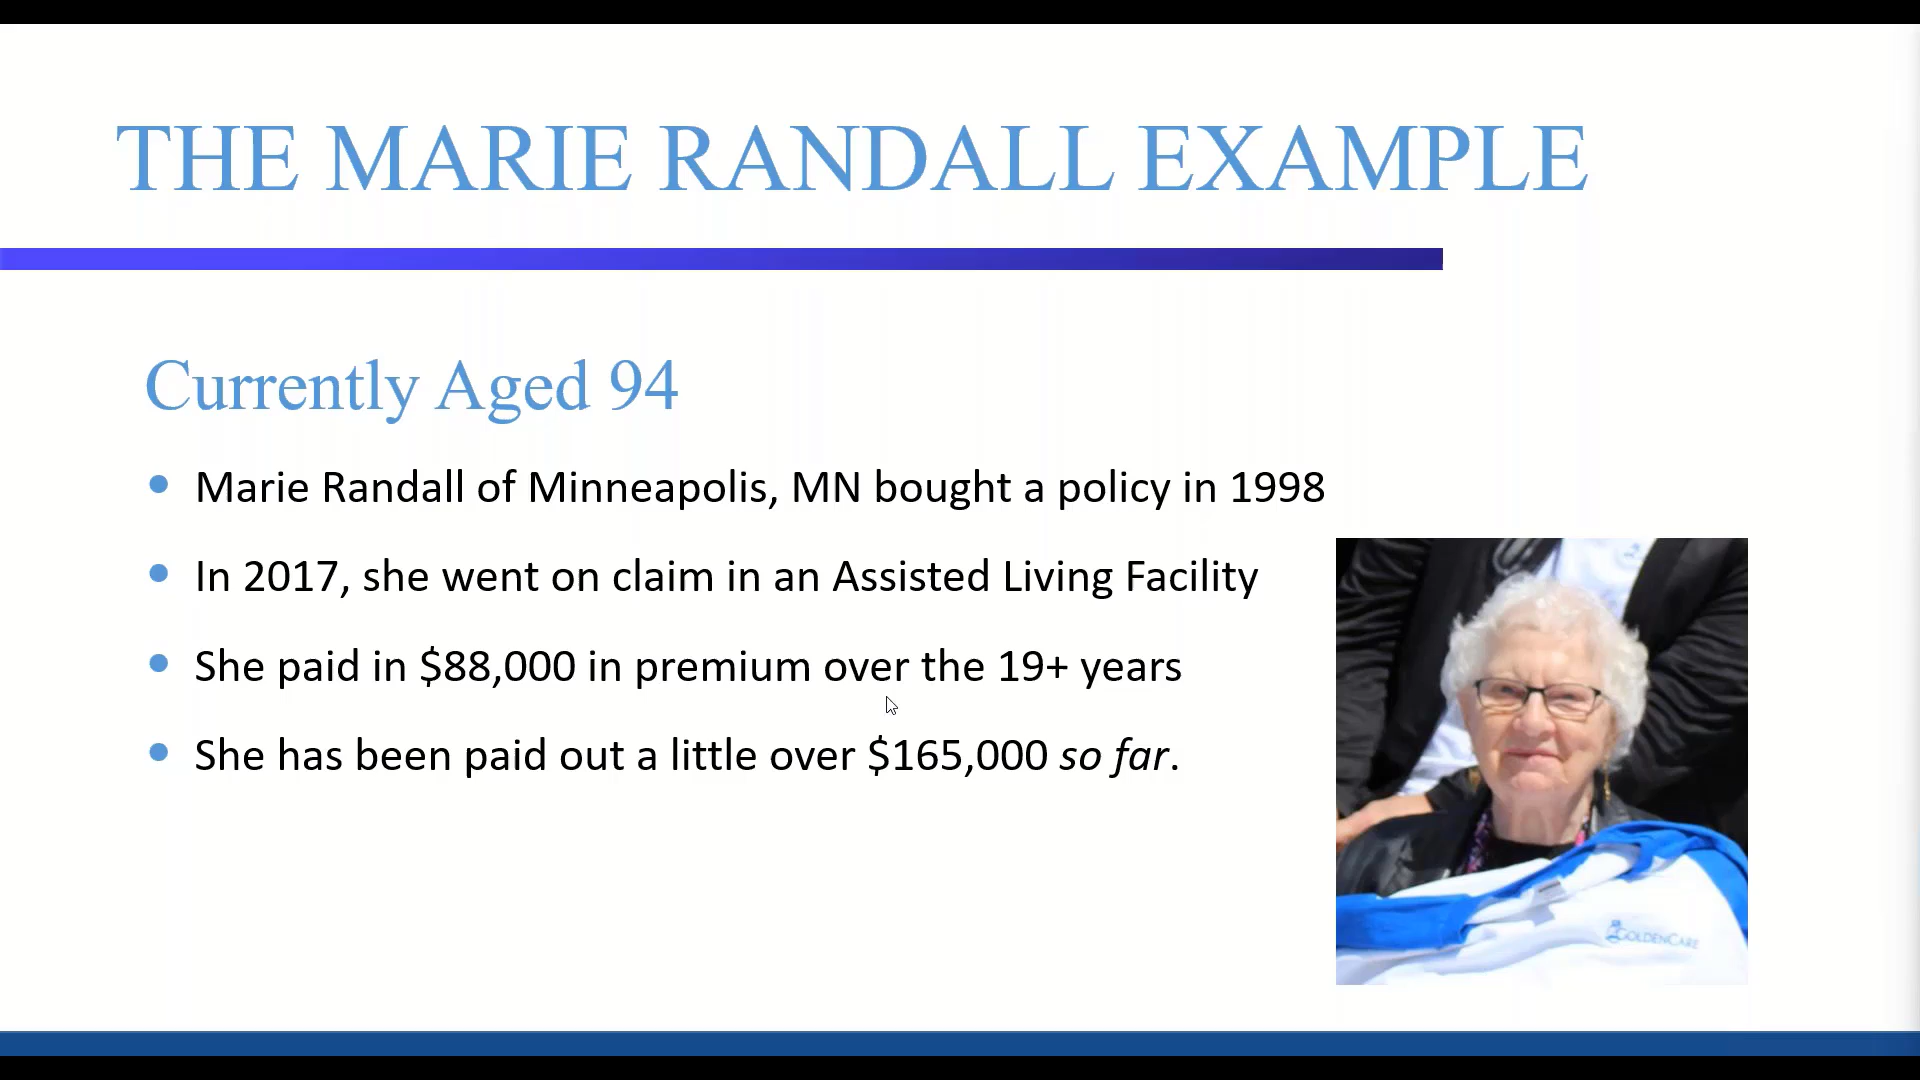 THE MARIE RANDALL EXAMPLE
Currently Aged 94
• Marie Randall of Minneapolis, MN bought a policy in 1998
• In 2017, she went on claim in an Assisted Living Facility
• She paid in $88,000 in premium over the 19+ years
• She has been paid out a little over $165,000 so far.
GOLDENCARE